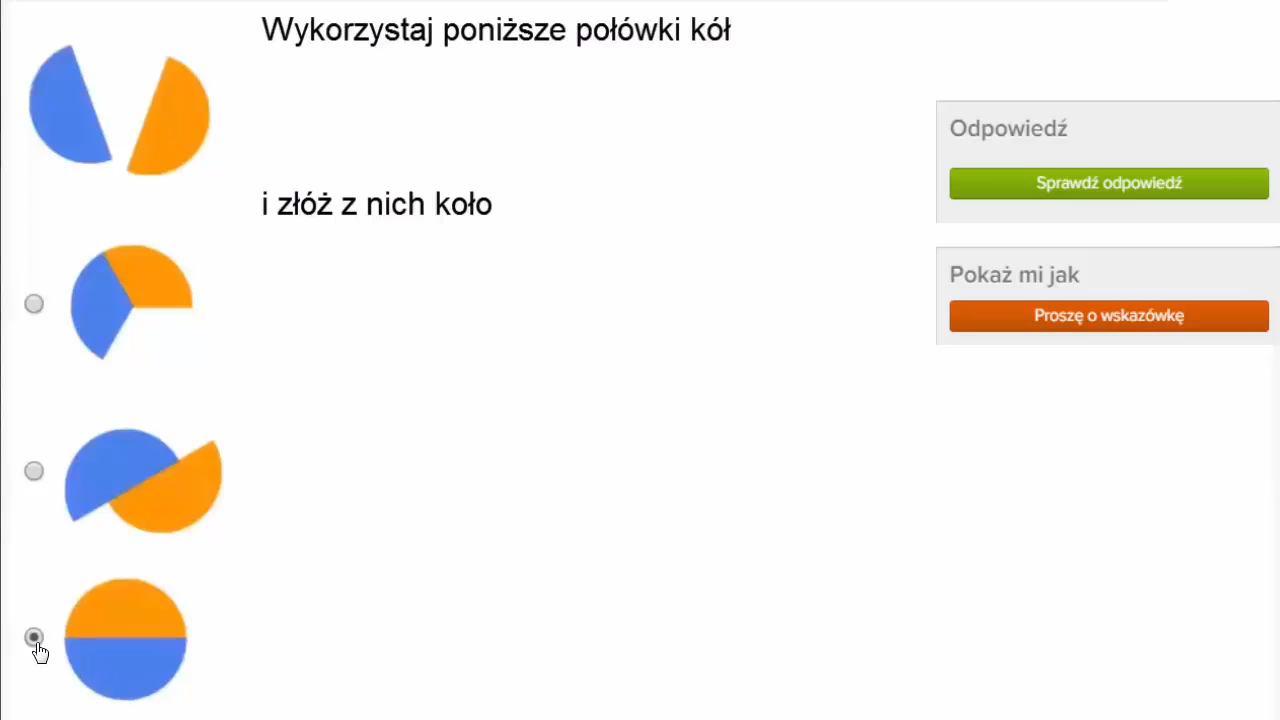 Wykorzystaj poniższe połówki kół
i złóż z nich koło
Odpowiedź
Sprawdź odpowiedź
Pokaż mi jak
Proszę o wskazówkę